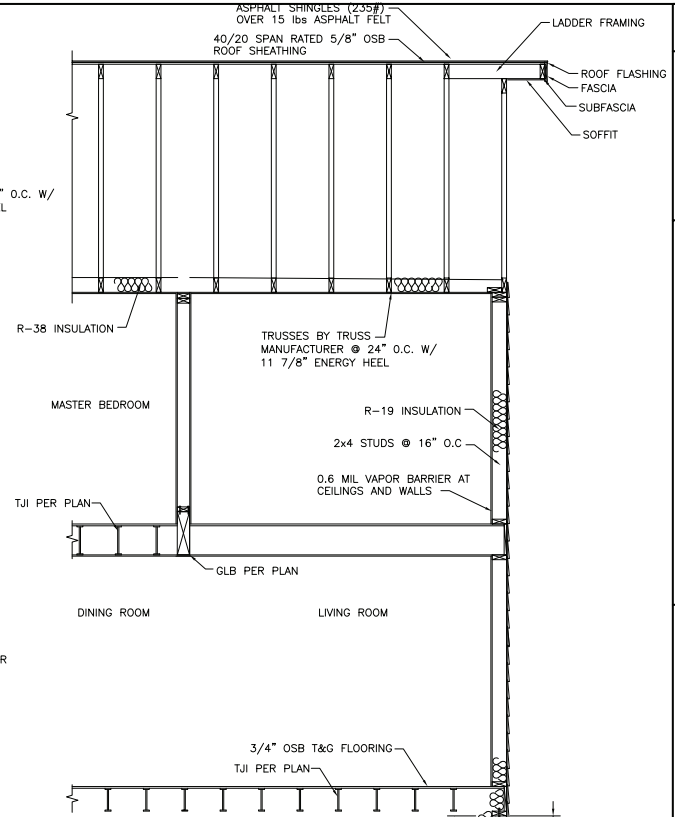 ASPHALT SHINGLES (235#)
OVER 15 lbs ASPHALT FELT
LADDER FRAMING
40/20 SPAN RATED 5/8" OSB
ROOF SHEATHING
ROOF FLASHING
FASCIA
SUBFASCIA
SOFFIT
" O.C. W/
L
R-38 INSULATION
TRUSSES BY TRUSS
MANUFACTURER @ 24" O.C. W/
11 7/8" ENERGY HEEL
MASTER BEDROOM
R-19 INSULATION
2x4 STUDS @ 16" O.C
0.6 MIL VAPOR BARRIER AT
CEILINGS AND WALLS
TJI PER PLAN
GLB PER PLAN
DINING ROOM
LIVING ROOM
R
3/4" OSB T&G FLOORING
TJI PER PLAN